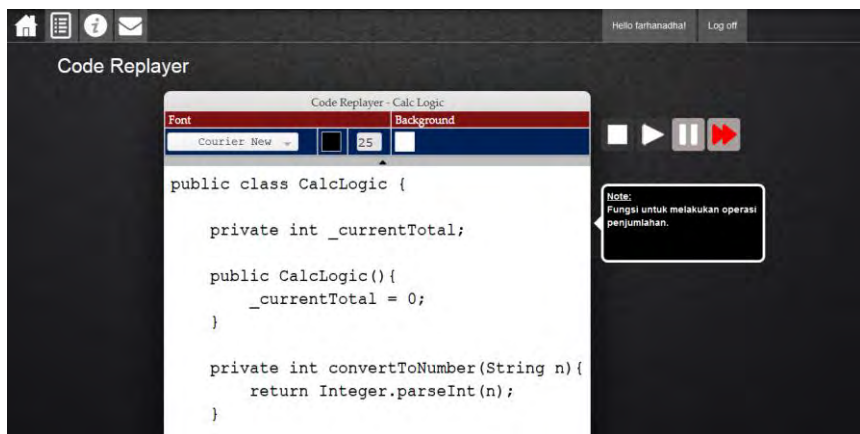 Hello farhanadha! Log off
Code Replayer
Code Replayer - Calc Logic
Font Background
Courier New 25
public class CalcLogic {
private int _currentTotal;
public CalcLogic(){
_currentTotal = 0;
}
private int convertToNumber(String n){
return Integer.parseInt(n);
}
Note:
Fungsi untuk melakukan operasi
penjumlahan.